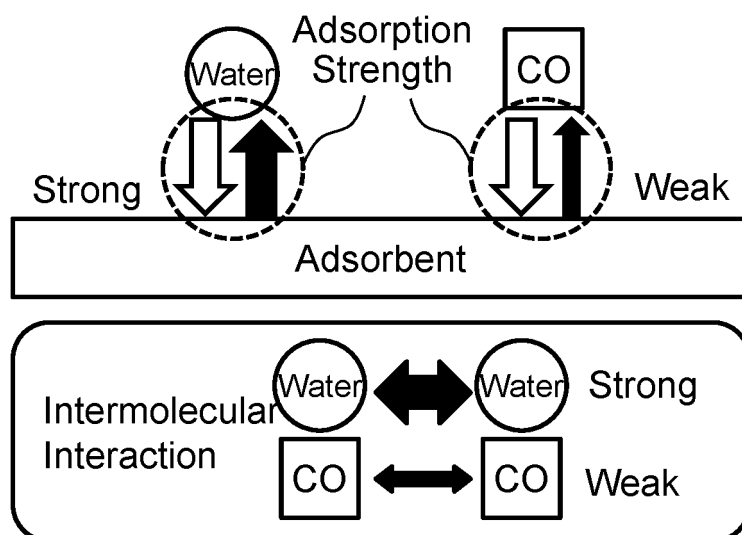 Adsorption
Strength
Water
CO
Strong
Weak
Adsorbent
Water
Water
Strong
Intermolecular
Interaction
CO
CO
Weak